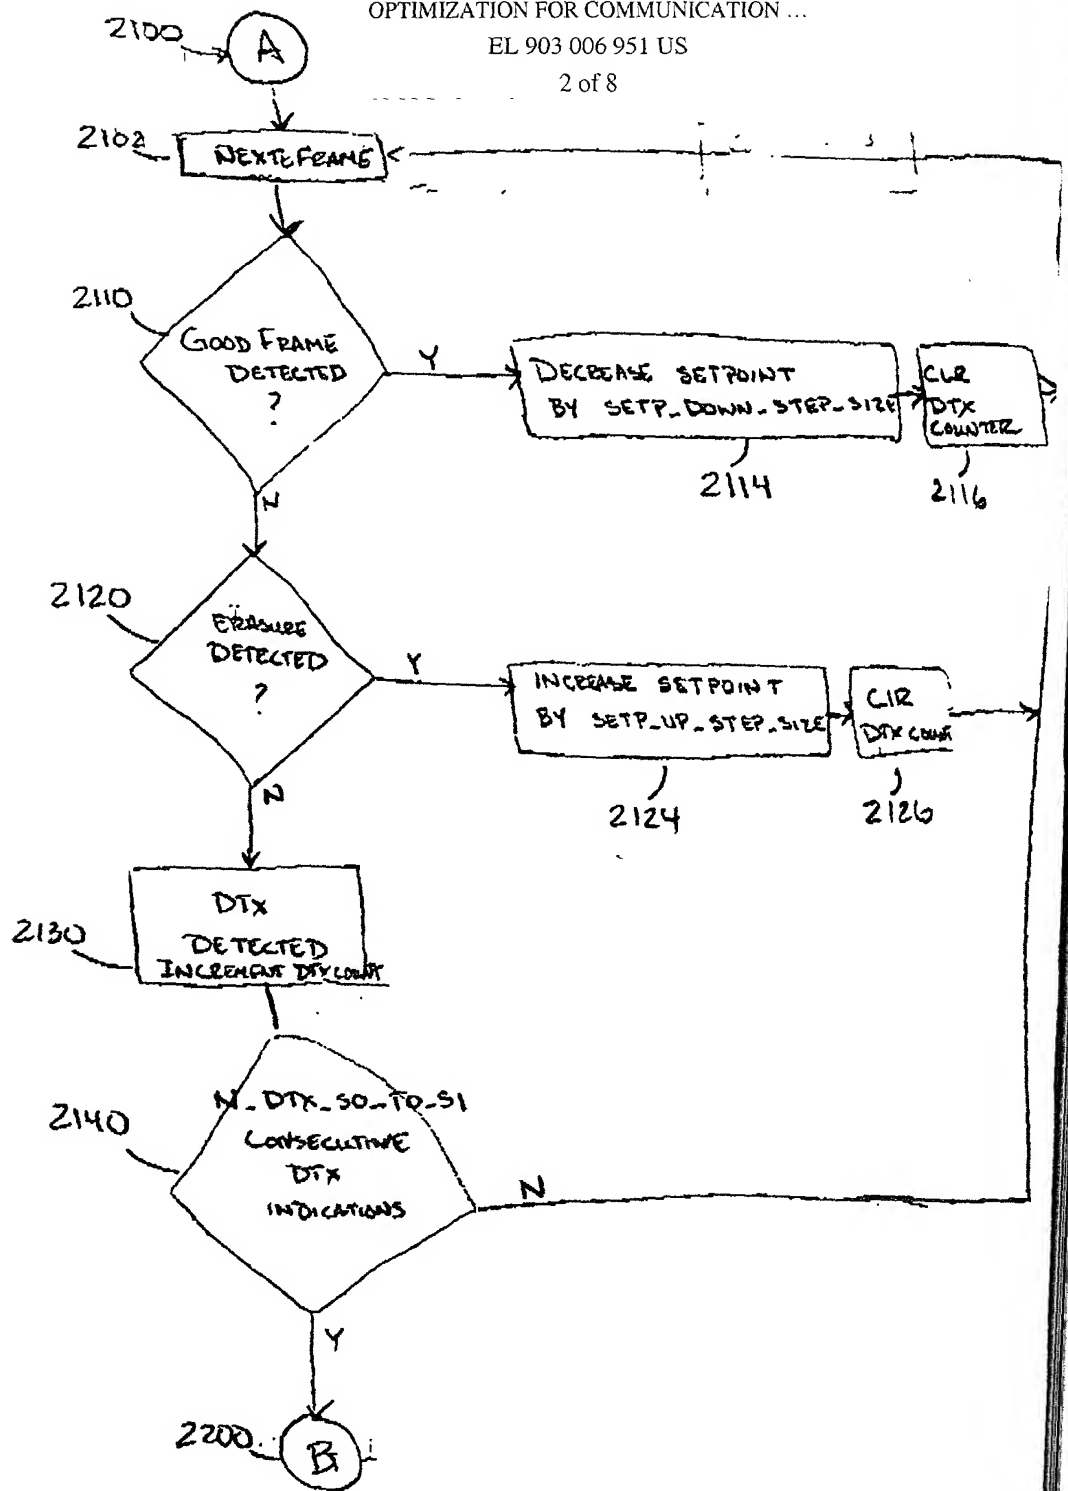 OPTIMIZATION FOR COMMUNICATION ...
EL 903 006 951 US
2 of 8
2100
A
2102
NEXTE FRAME
2110
GOOD FRAME
DETECTED
?
Y
DECREASE SETPOINT
BY SETP_DOWN_STEP_SIZE
CLR
DTX
COUNTER
2114
2116
N
2120
ERASURE
DETECTED
?
Y
INCREASE SETPOINT
BY SETP_UP_STEP_SIZE
CLR
DTX COUNT
2124
2126
N
DTX
DETECTED
INCREMENT DTX COUNT
2130
N_DTX_S0_TO_S1
2140
CONSECUTIVE
DTX
INDICATIONS
N
Y
2200
B